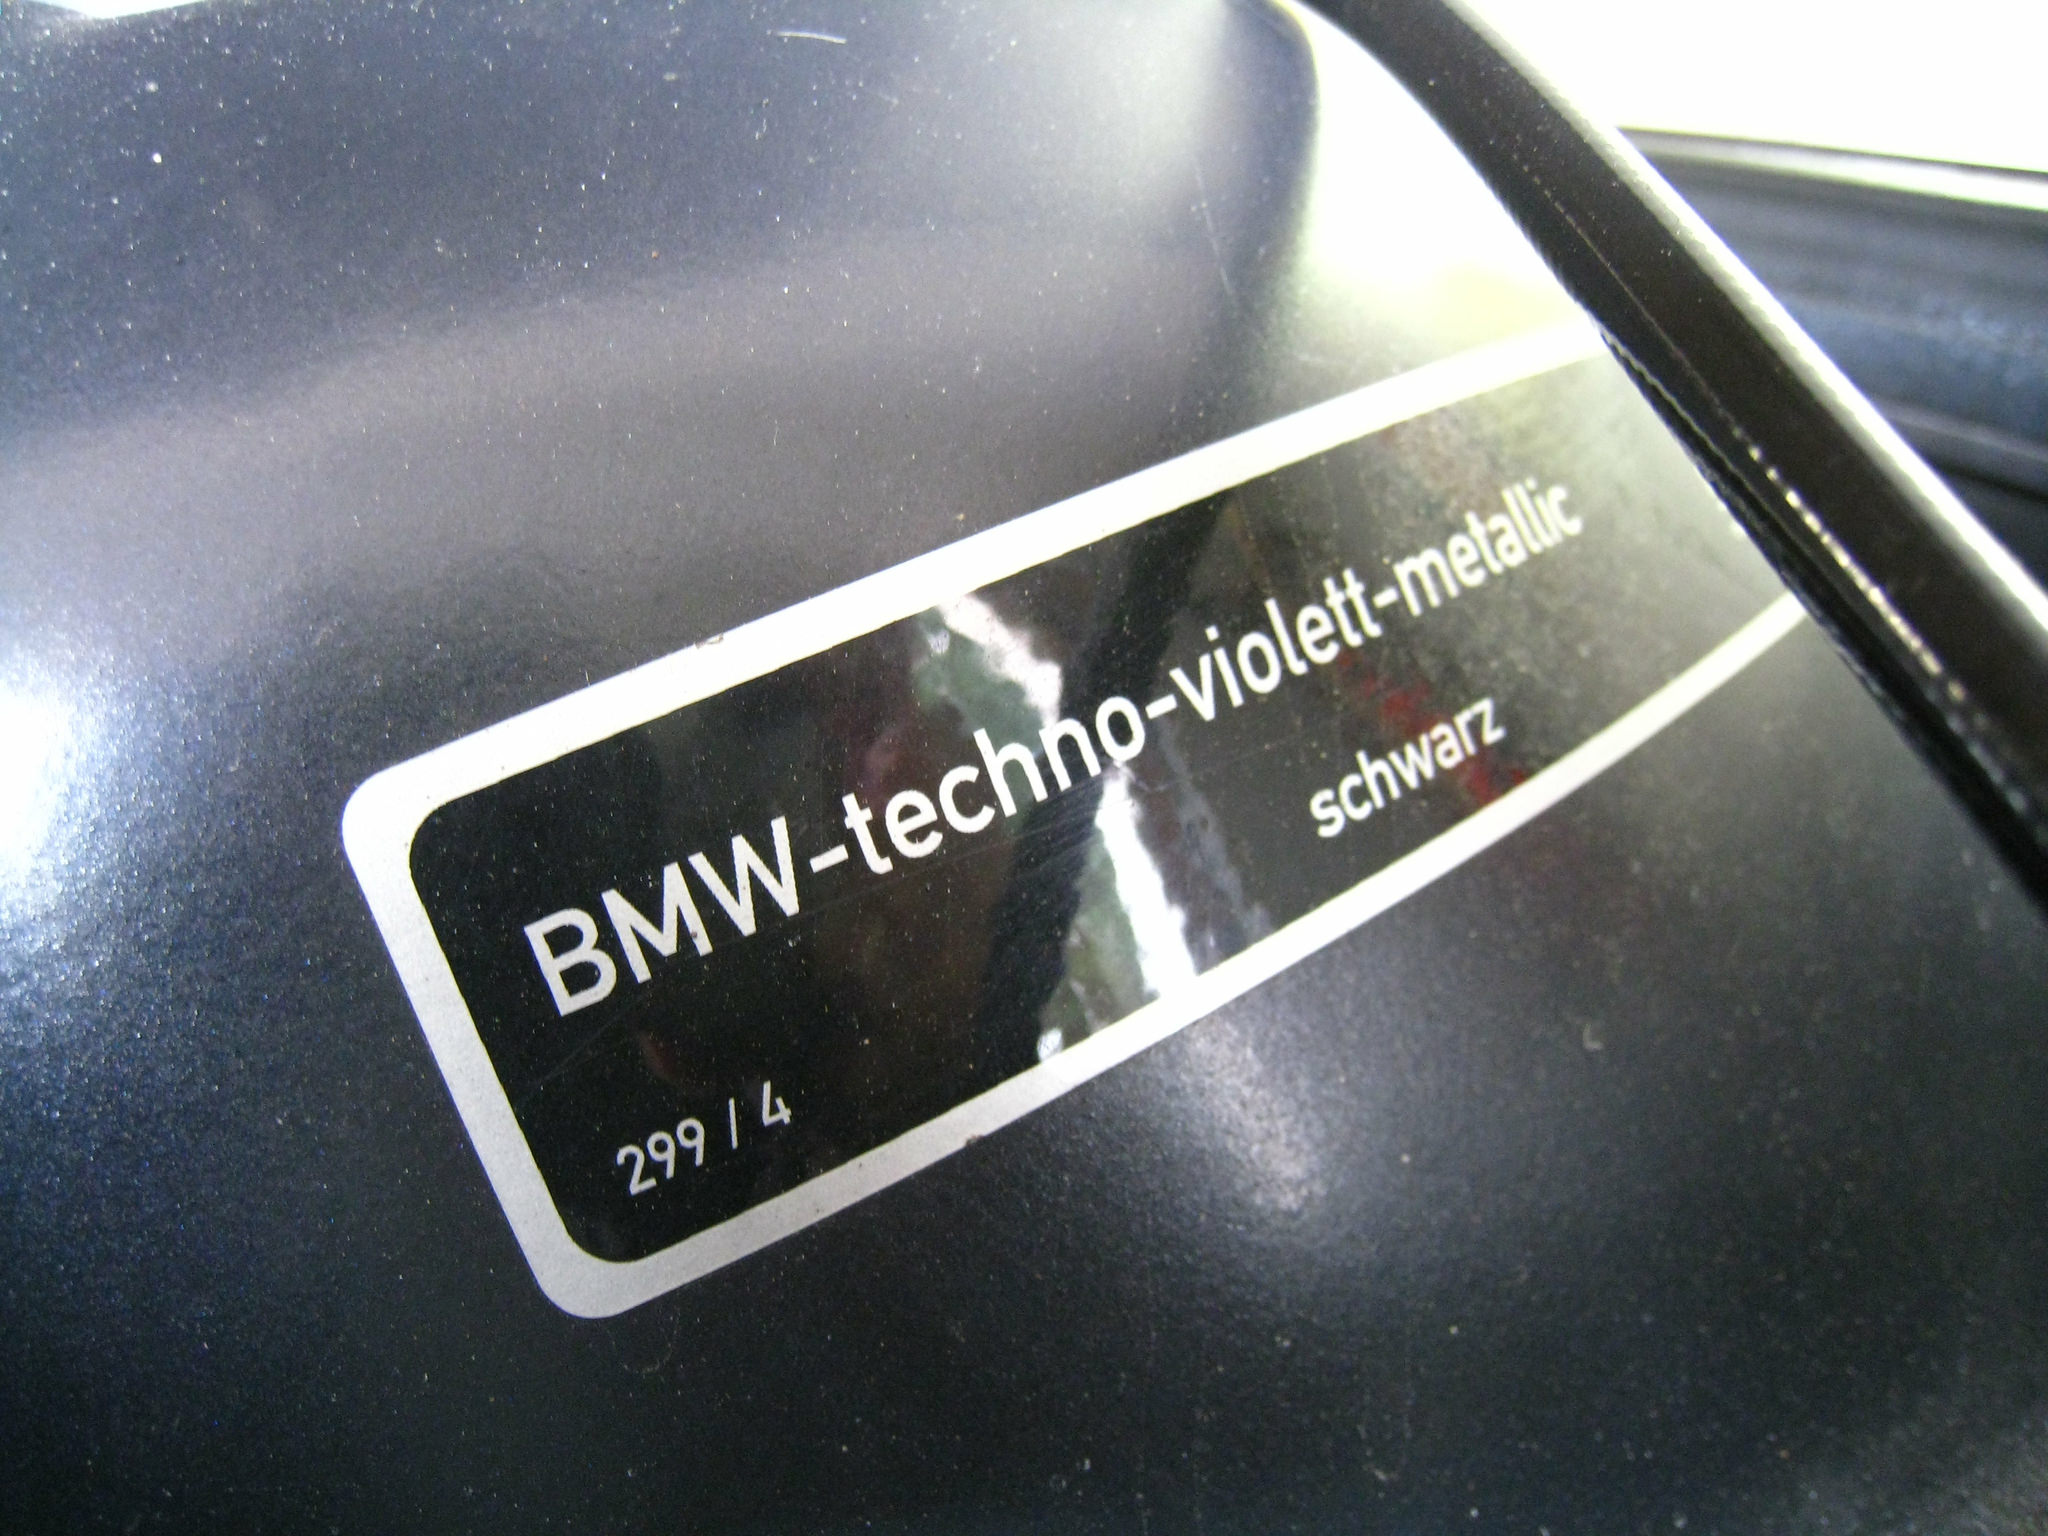 BMW-techno-violett-metallic
schwarz
299 / 4